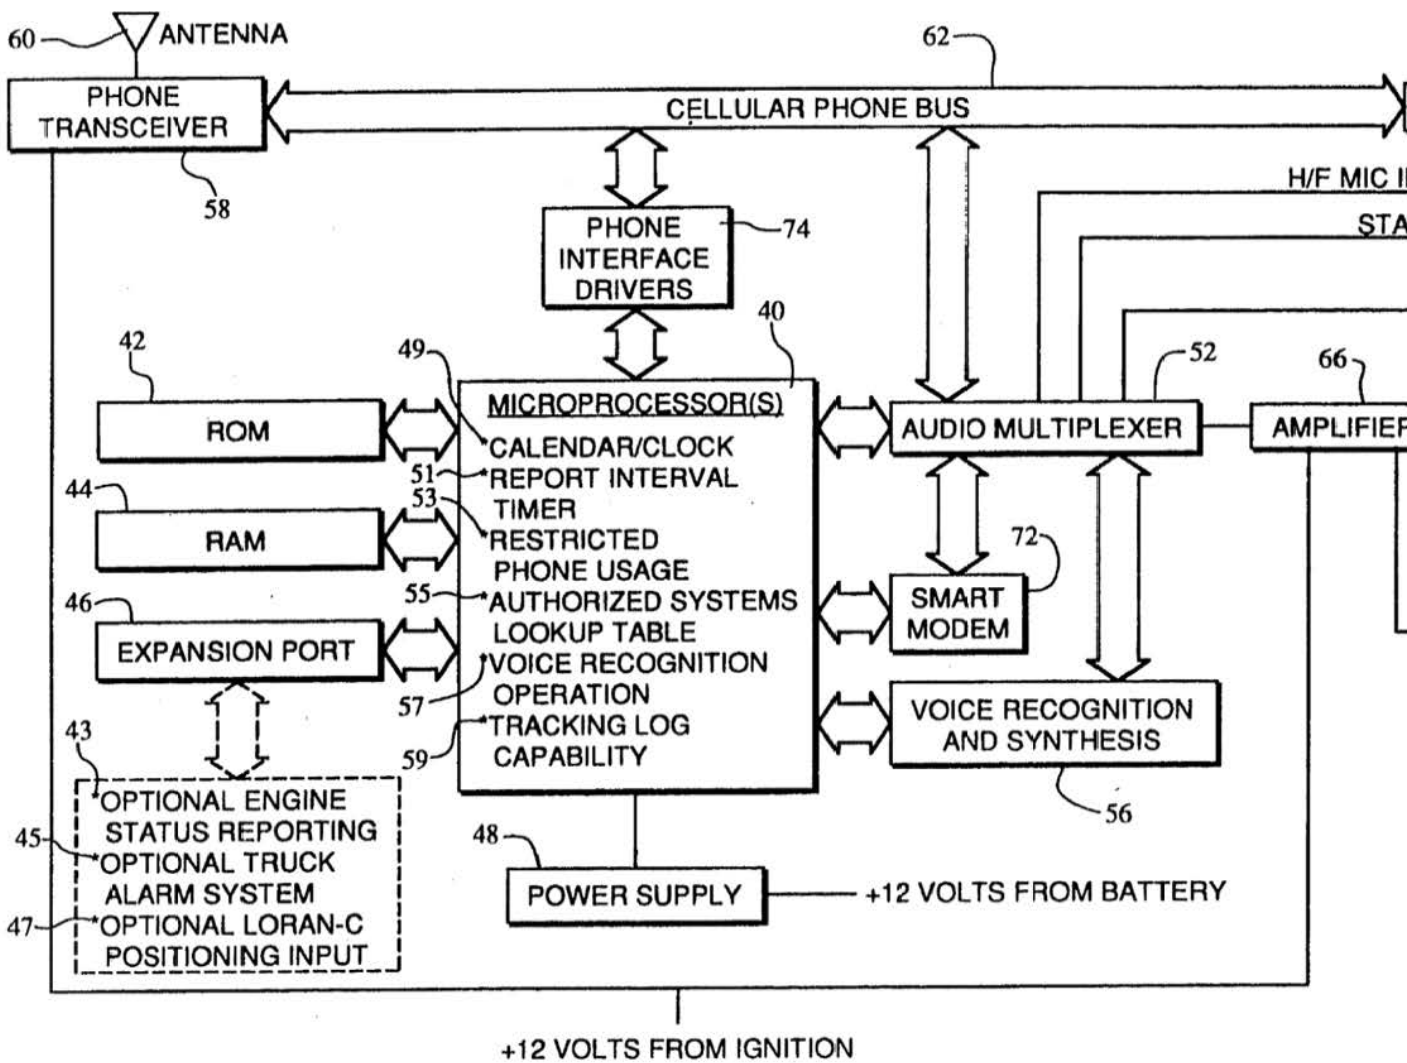 60
ANTENNA
62
PHONE
TRANSCEIVER
CELLULAR PHONE BUS
58
H/F MIC I
STA
PHONE
INTERFACE
DRIVERS
74
40
42
49
52
66
ROM
MICROPROCESSOR(S)
*CALENDAR/CLOCK
51
*REPORT INTERVAL
TIMER
53
*RESTRICTED
PHONE USAGE
55
*AUTHORIZED SYSTEMS
LOOKUP TABLE
*VOICE RECOGNITION
OPERATION
57
*TRACKING LOG
CAPABILITY
59
AUDIO MULTIPLEXER
AMPLIFIER
44
RAM
72
SMART
MODEM
46
EXPANSION PORT
VOICE RECOGNITION
AND SYNTHESIS
56
43
*OPTIONAL ENGINE
STATUS REPORTING
45
*OPTIONAL TRUCK
ALARM SYSTEM
47
*OPTIONAL LORAN-C
POSITIONING INPUT
48
POWER SUPPLY
+12 VOLTS FROM BATTERY
+12 VOLTS FROM IGNITION